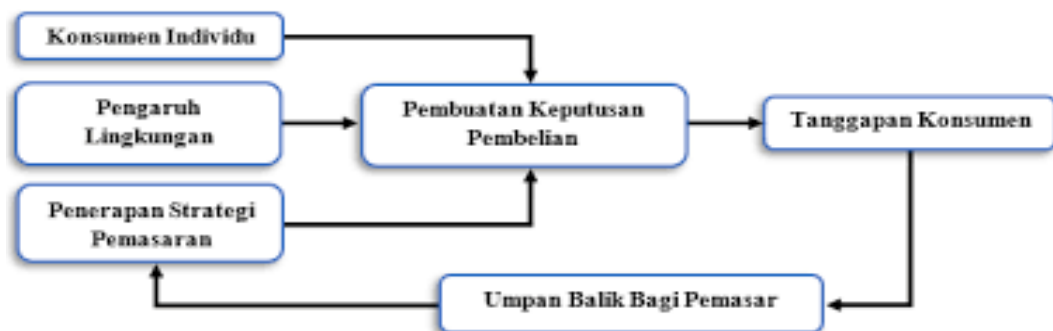 Konsumen Individu
Pengaruh
Lingkungan
Pembuatan Keputusan
Pembelian
Tanggapan Konsumen
Penerapan Strategi
Pemasaran
Umpan Balik Bagi Pemasar